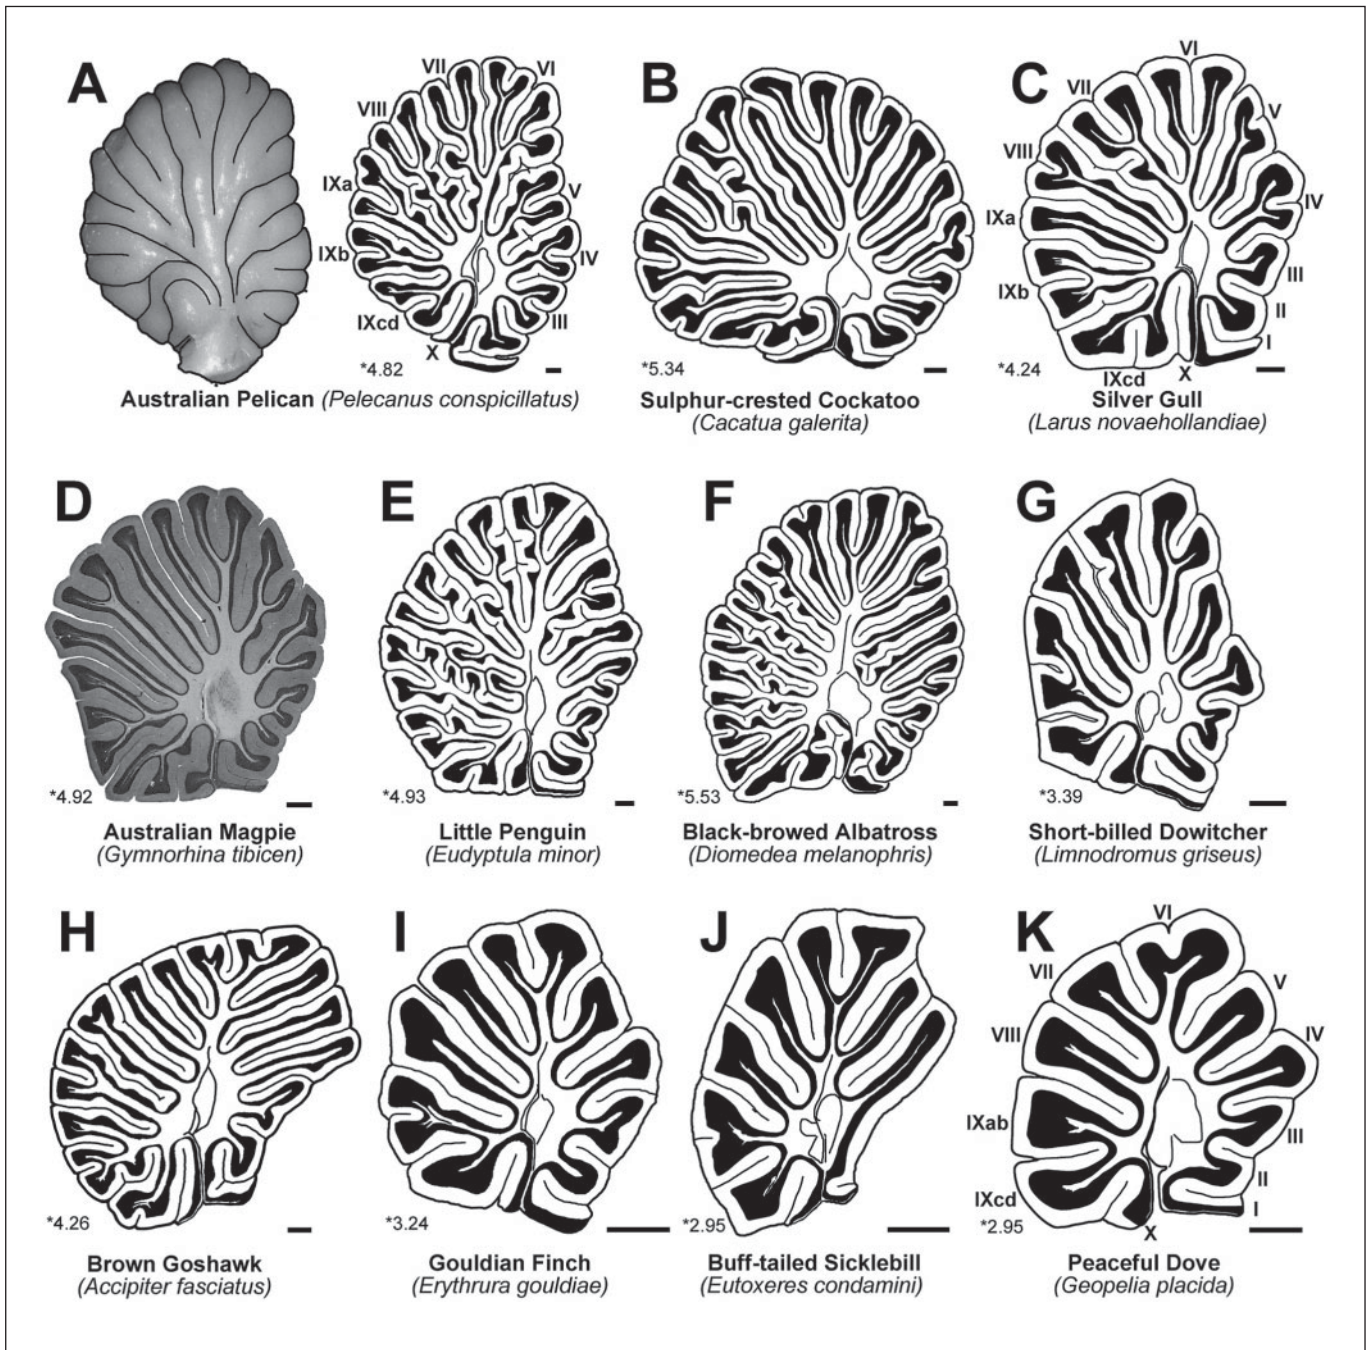 A
VII
VI
VIII
IXa
V
IXb
IV
IXcd
III
X
*4.82
Australian Pelican (Pelecanus conspicillatus)
B
*5.34
Sulphur-crested Cockatoo
(Cacatua galerita)
C
VI
VII
V
VIII
IV
IXa
III
IXb
II
I
*4.24
IXcd
X
Silver Gull
(Larus novaehollandiae)
D
*4.92
Australian Magpie
(Gymnorhina tibicen)
E
*4.93
Little Penguin
(Eudyptula minor)
F
*5.53
Black-browed Albatross
(Diomedea melanophris)
G
*3.39
Short-billed Dowitcher
(Limnodromus griseus)
H
*4.26
Brown Goshawk
(Accipiter fasciatus)
I
*3.24
Gouldian Finch
(Erythrura gouldiae)
J
*2.95
Buff-tailed Sicklebill
(Eutoxeres condamini)
K
VI
VII
V
VIII
IV
IXab
III
II
IXcd
I
*2.95
X
Peaceful Dove
(Geopelia placida)